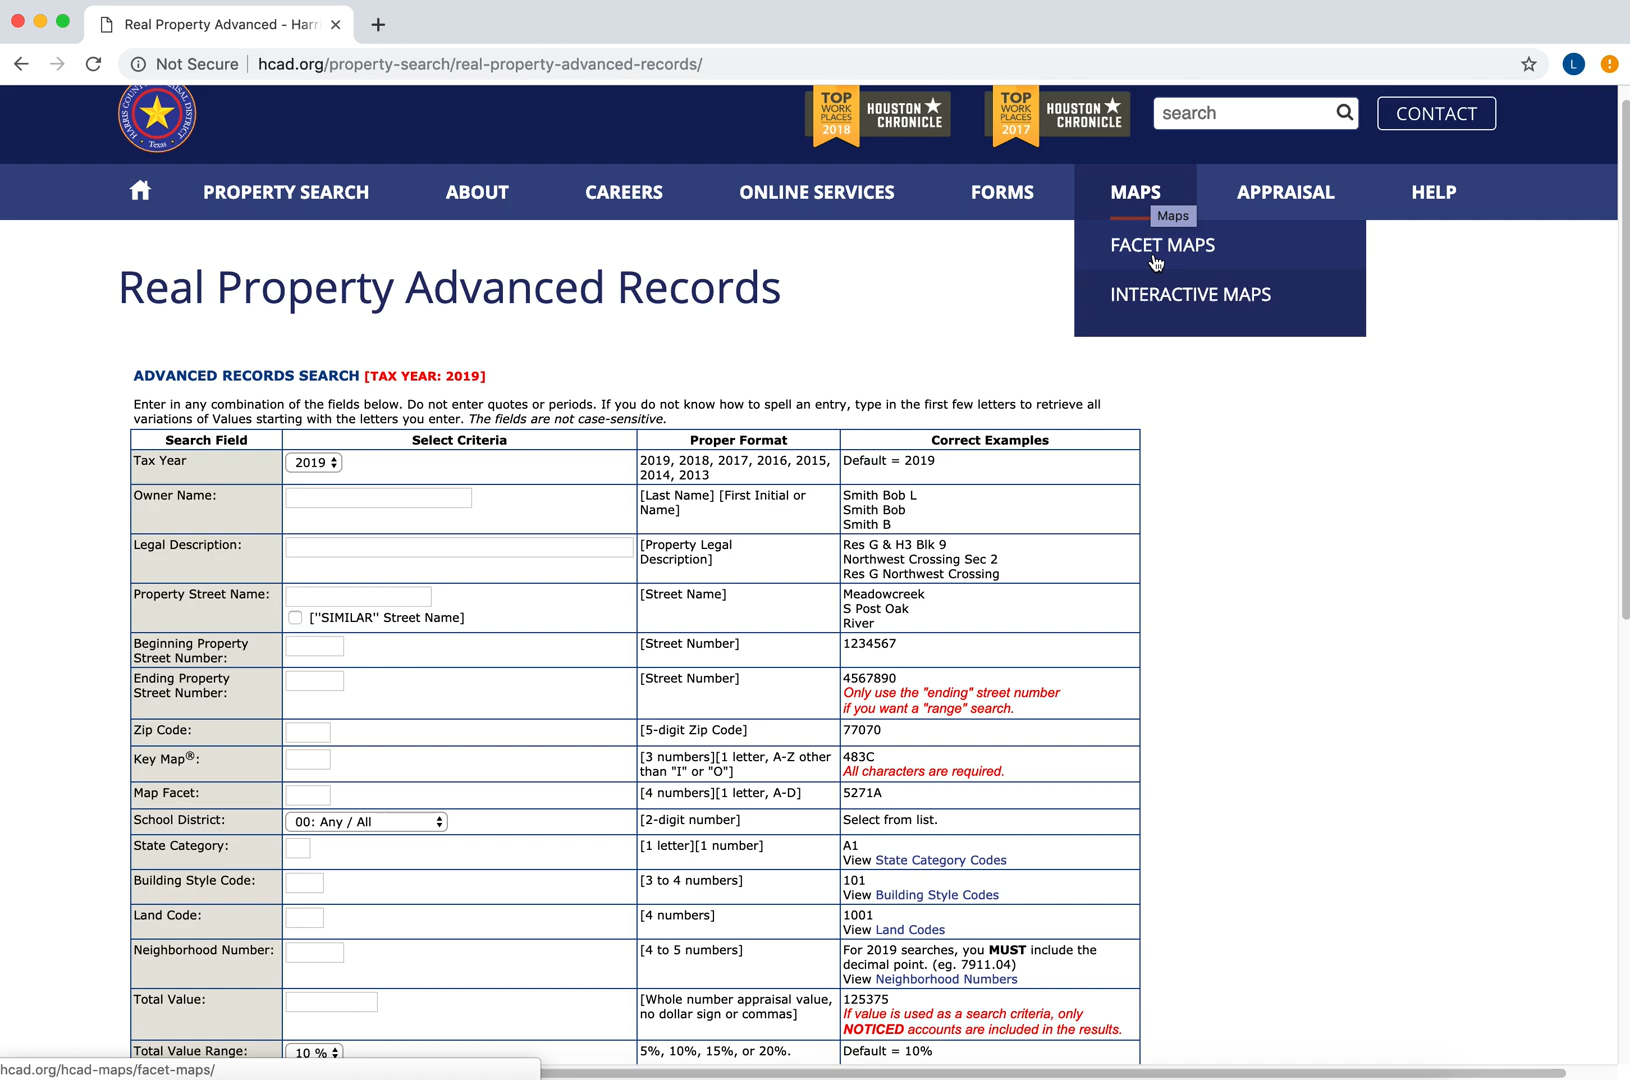 Real Property Advanced - Harr
Not Secure
hcad.org/property-search/real-property-advanced-records/
L
HARRIS COUNTY APPRAISAL DISTRICT
Texas
TOP
WORK
PLACES
2018
HOUSTON
CHRONICLE
TOP
WORK
PLACES
2017
HOUSTON
CHRONICLE
search
CONTACT
PROPERTY SEARCH ABOUT CAREERS ONLINE SERVICES FORMS MAPS APPRAISAL HELP
Maps
FACET MAPS
INTERACTIVE MAPS
Real Property Advanced Records
ADVANCED RECORDS SEARCH [TAX YEAR: 2019]
Enter in any combination of the fields below. Do not enter quotes or periods. If you do not know how to spell an entry, type in the first few letters to retrieve all
variations of Values starting with the letters you enter. The fields are not case-sensitive.
Search Field Select Criteria Proper Format Correct Examples
Tax Year
2019
2019, 2018, 2017, 2016, 2015,
2014, 2013
Default = 2019
Owner Name:
[Last Name] [First Initial or
Name]
Smith Bob L
Smith Bob
Smith B
Legal Description:
[Property Legal
Description]
Res G & H3 Blk 9
Northwest Crossing Sec 2
Res G Northwest Crossing
Property Street Name:
["SIMILAR" Street Name]
[Street Name]
Meadowcreek
S Post Oak
River
Beginning Property
Street Number:
[Street Number]
1234567
Ending Property
Street Number:
[Street Number]
4567890
Only use the "ending" street number
if you want a "range" search.
Zip Code:
[5-digit Zip Code]
77070
Key Map®:
[3 numbers][1 letter, A-Z other
than "I" or "O"]
483C
All characters are required.
Map Facet:
[4 numbers][1 letter, A-D]
5271A
School District:
00: Any / All
[2-digit number]
Select from list.
State Category:
[1 letter][1 number]
A1
View State Category Codes
Building Style Code:
[3 to 4 numbers]
101
View Building Style Codes
Land Code:
[4 numbers]
1001
View Land Codes
Neighborhood Number:
[4 to 5 numbers]
For 2019 searches, you MUST include the
decimal point. (eg. 7911.04)
View Neighborhood Numbers
Total Value:
[Whole number appraisal value,
no dollar sign or commas]
125375
If value is used as a search criteria, only
NOTICED accounts are included in the results.
Total Value Range:
10 %
5%, 10%, 15%, or 20%.
Default = 10%
hcad.org/hcad-maps/facet-maps/